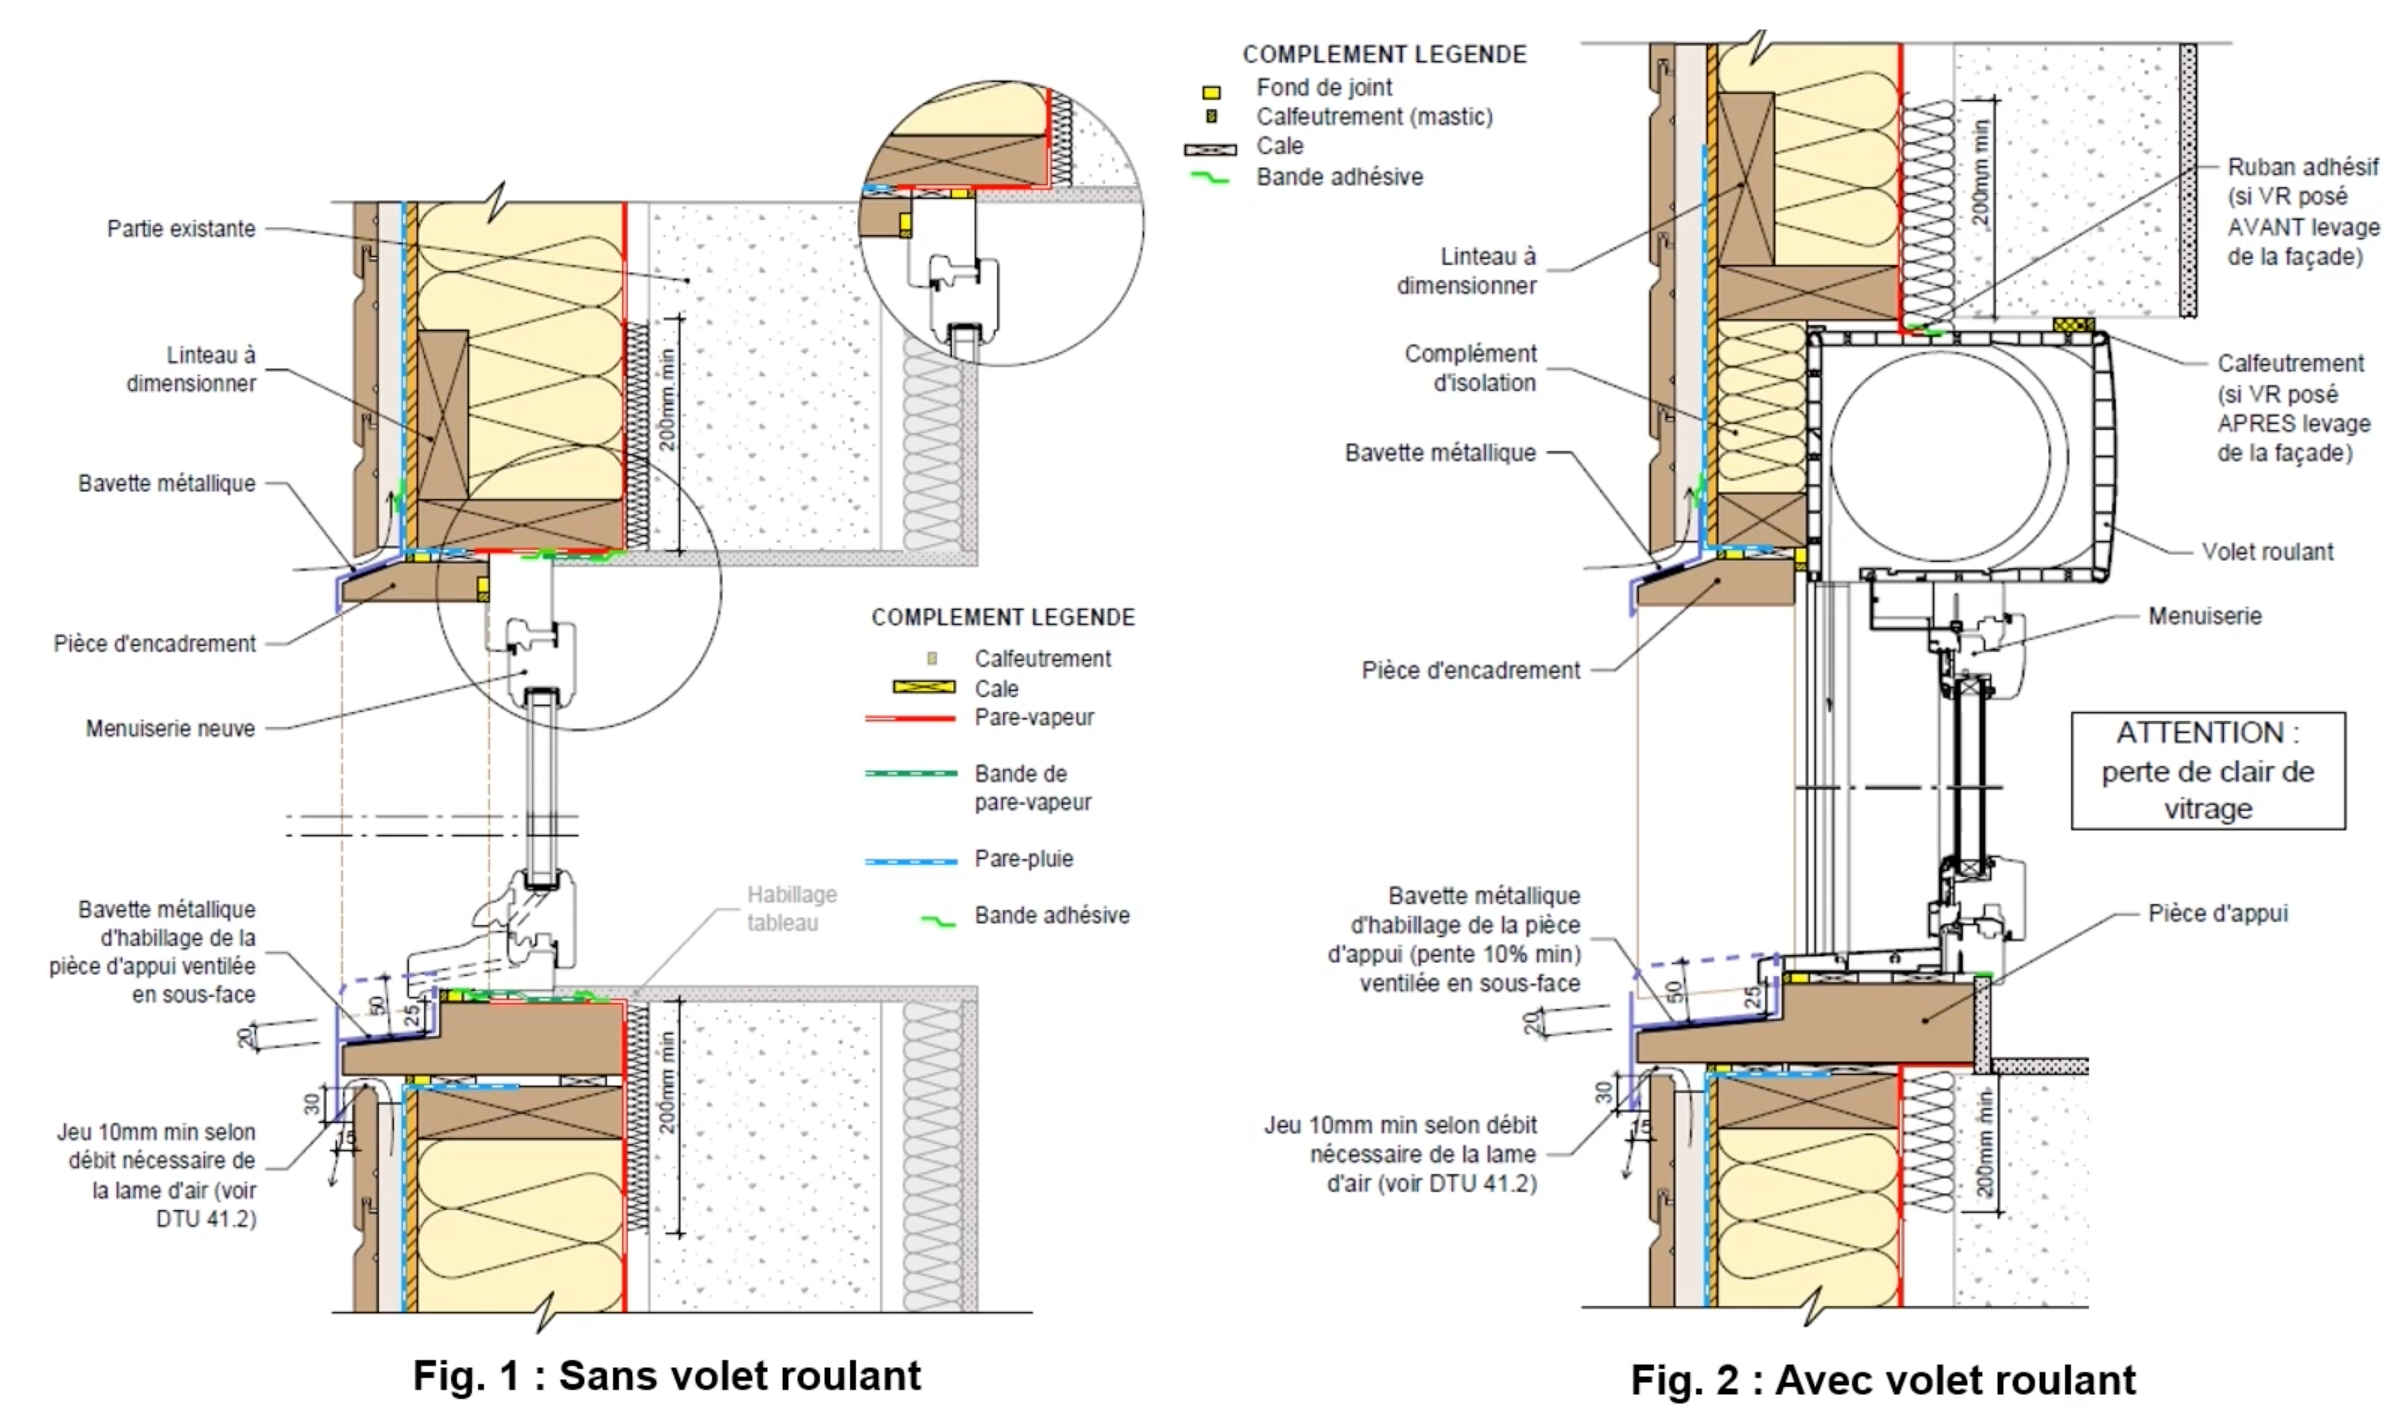 Partie existante
Linteau à
dimensionner
200mm min
Bavette métallique
Pièce d'encadrement
Menuiserie neuve
COMPLEMENT LEGENDE
Calfeutrement
Cale
Pare-vapeur
Bande de
pare-vapeur
Pare-pluie
Bande adhésive
Habillage
tableau
Bavette métallique
d'habillage de la
pièce d'appui ventilée
en sous-face
50
25
20
30
15
200mm min
Jeu 10mm min selon
débit nécessaire de
la lame d'air (voir
DTU 41.2)
Fig. 1 : Sans volet roulant
COMPLEMENT LEGENDE
Fond de joint
Calfeutrement (mastic)
Cale
Bande adhésive
200mm min
Ruban adhésif
(si VR posé
AVANT levage
de la façade)
Linteau à
dimensionner
Complément
d'isolation
Calfeutrement
(si VR posé
APRES levage
de la façade)
Bavette métallique
Volet roulant
Menuiserie
Pièce d'encadrement
ATTENTION :
perte de clair de
vitrage
Bavette métallique
d'habillage de la pièce
d'appui (pente 10% min)
ventilée en sous-face
Pièce d'appui
50
25
20
30
15
200mm min
Jeu 10mm min selon débit
nécessaire de la lame
d'air (voir DTU 41.2)
Fig. 2 : Avec volet roulant